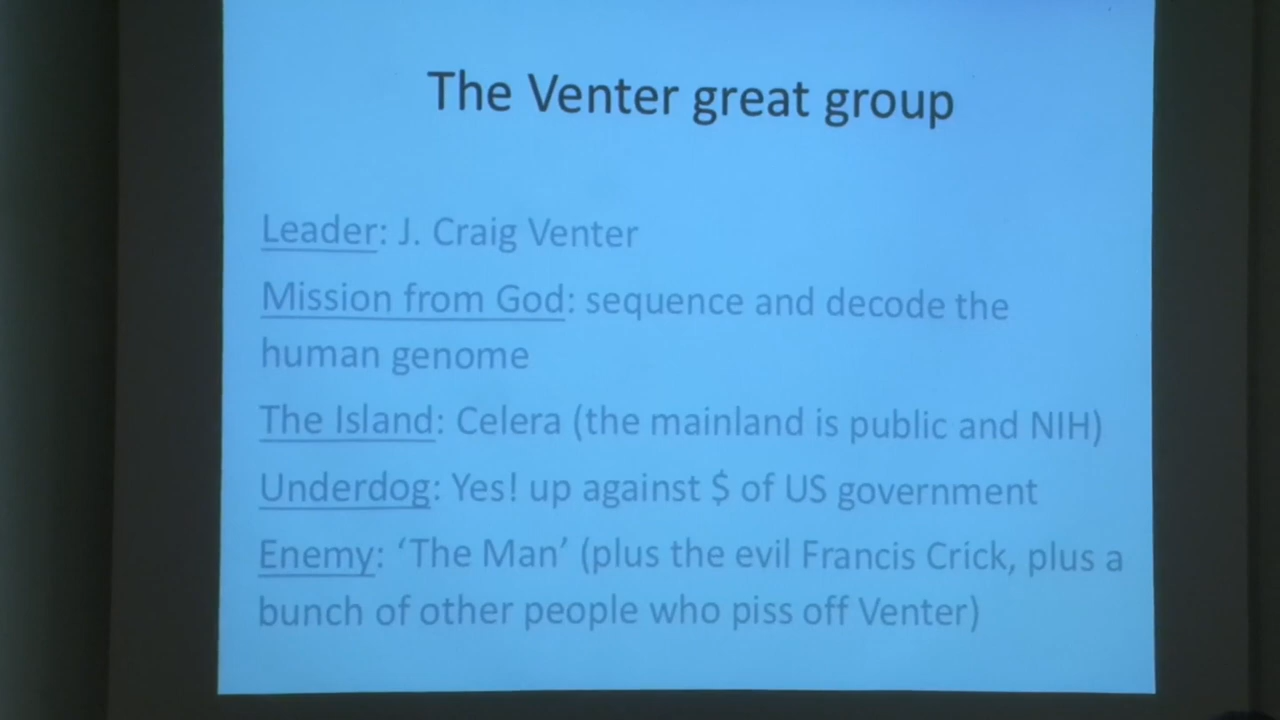 The Venter great group
Leader: J. Craig Venter
Mission from God: sequence and decode the
human genome
The Island: Celera (the mainland is public and NIH)
Underdog: Yes! up against $ of US government
Enemy: ‘The Man’ (plus the evil Francis Crick, plus a
bunch of other people who piss off Venter)